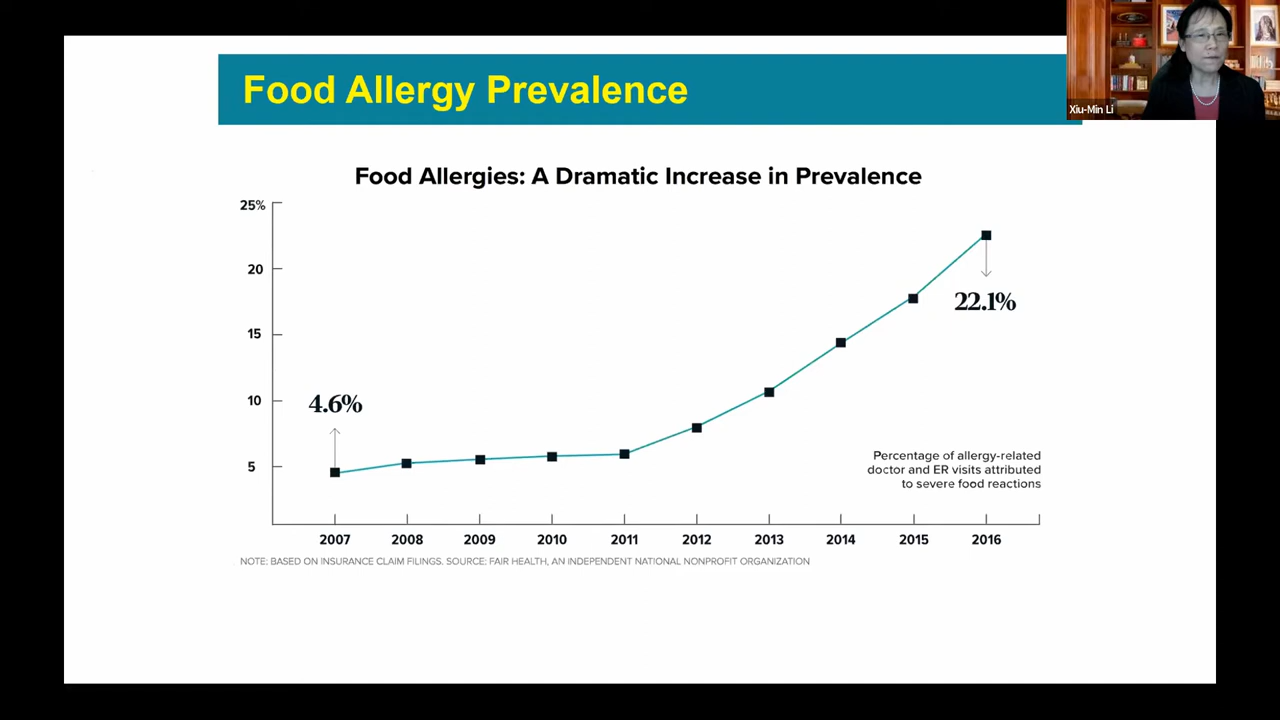 Food Allergy Prevalence
Xiu-Min Li
Food Allergies: A Dramatic Increase in Prevalence
25%
20
15
10
5
4.6%
22.1%
Percentage of allergy-related
doctor and ER visits attributed
to severe food reactions
2007 2008 2009 2010 2011 2012 2013 2014 2015 2016
NOTE: BASED ON INSURANCE CLAIM FILINGS. SOURCE: FAIR HEALTH, AN INDEPENDENT NATIONAL NONPROFIT ORGANIZATION